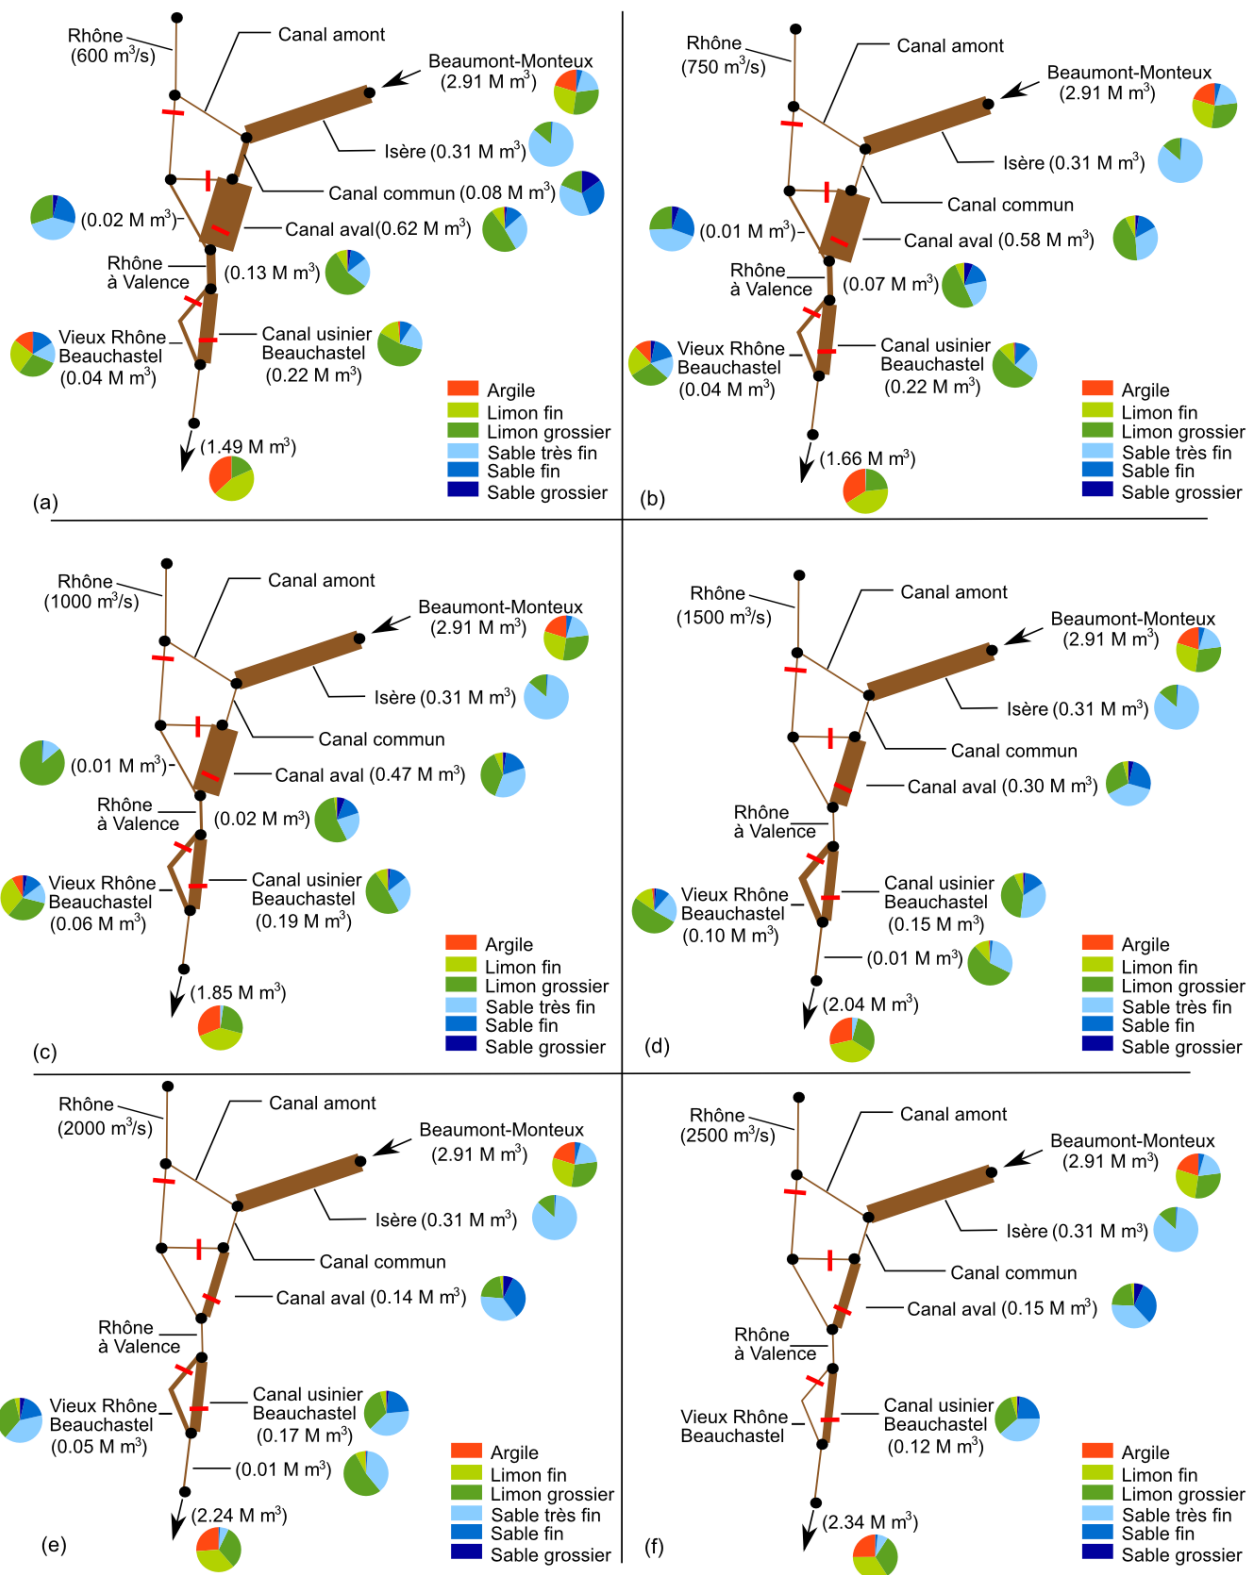 Rhône
(600 m³/s)
Canal amont
Beaumont-Monteux
(2.91 M m³)
Isère (0.31 M m³)
Canal commun (0.08 M m³)
(0.02 M m³)
Canal aval(0.62 M m³)
Rhône
à Valence
(0.13 M m³)
Vieux Rhône
Beauchastel
(0.04 M m³)
Canal usinier
Beauchastel
(0.22 M m³)
(1.49 M m³)
Argile
Limon fin
Limon grossier
Sable très fin
Sable fin
Sable grossier
(a)
Rhône
(750 m³/s)
Canal amont
Beaumont-Monteux
(2.91 M m³)
Isère (0.31 M m³)
Canal commun
(0.01 M m³)
Canal aval (0.58 M m³)
Rhône
à Valence
(0.07 M m³)
Vieux Rhône
Beauchastel
(0.04 M m³)
Canal usinier
Beauchastel
(0.22 M m³)
(1.66 M m³)
Argile
Limon fin
Limon grossier
Sable très fin
Sable fin
Sable grossier
(b)
Rhône
(1000 m³/s)
Canal amont
Beaumont-Monteux
(2.91 M m³)
Isère (0.31 M m³)
Canal commun
(0.01 M m³)
Canal aval (0.47 M m³)
Rhône
à Valence
(0.02 M m³)
Vieux Rhône
Beauchastel
(0.06 M m³)
Canal usinier
Beauchastel
(0.19 M m³)
(1.85 M m³)
Argile
Limon fin
Limon grossier
Sable très fin
Sable fin
Sable grossier
(c)
Rhône
(1500 m³/s)
Canal amont
Beaumont-Monteux
(2.91 M m³)
Isère (0.31 M m³)
Canal commun
Canal aval (0.30 M m³)
Rhône
à Valence
Vieux Rhône
Beauchastel
(0.10 M m³)
Canal usinier
Beauchastel
(0.15 M m³)
(0.01 M m³)
(2.04 M m³)
Argile
Limon fin
Limon grossier
Sable très fin
Sable fin
Sable grossier
(d)
Rhône
(2000 m³/s)
Canal amont
Beaumont-Monteux
(2.91 M m³)
Isère (0.31 M m³)
Canal commun
Canal aval (0.14 M m³)
Rhône
à Valence
Vieux Rhône
Beauchastel
(0.05 M m³)
Canal usinier
Beauchastel
(0.17 M m³)
(0.01 M m³)
(2.24 M m³)
Argile
Limon fin
Limon grossier
Sable très fin
Sable fin
Sable grossier
(e)
Rhône
(2500 m³/s)
Canal amont
Beaumont-Monteux
(2.91 M m³)
Isère (0.31 M m³)
Canal commun
Canal aval (0.15 M m³)
Rhône
à Valence
Vieux Rhône
Beauchastel
Canal usinier
Beauchastel
(0.12 M m³)
(2.34 M m³)
Argile
Limon fin
Limon grossier
Sable très fin
Sable fin
Sable grossier
(f)